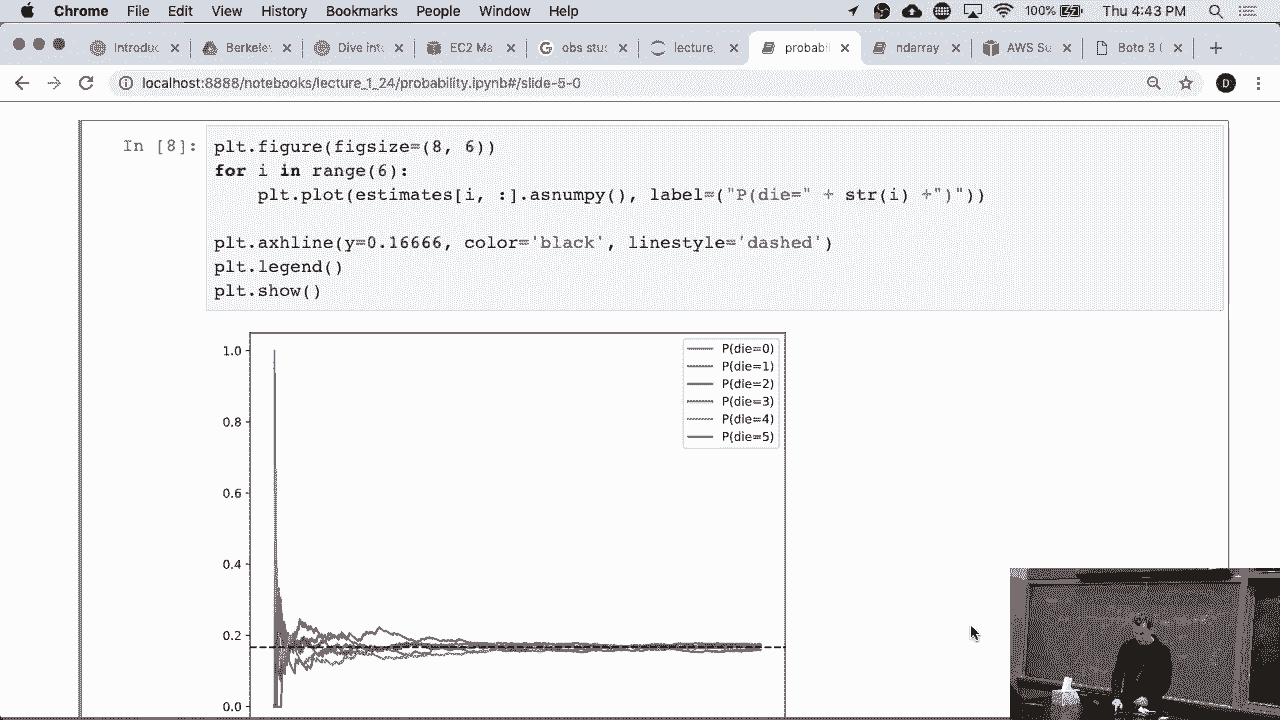 Chrome File Edit View History Bookmarks People Window Help 100% Thu 4:43 PM
Introduc Berkele Dive int EC2 Ma obs stu lecture probabi ndarray AWS Su Boto 3
localhost:8888/notebooks/lecture_1_24/probability.ipynb#/slide-5-0 D
In [8]: plt.figure(figsize=(8, 6))
for i in range(6):
plt.plot(estimates[i, :].asnumpy(), label=("P(die=" + str(i) +")"))
plt.axhline(y=0.16666, color='black', linestyle='dashed')
plt.legend()
plt.show()
1.0
0.8
0.6
0.4
0.2
0.0
P(die=0)
P(die=1)
P(die=2)
P(die=3)
P(die=4)
P(die=5)